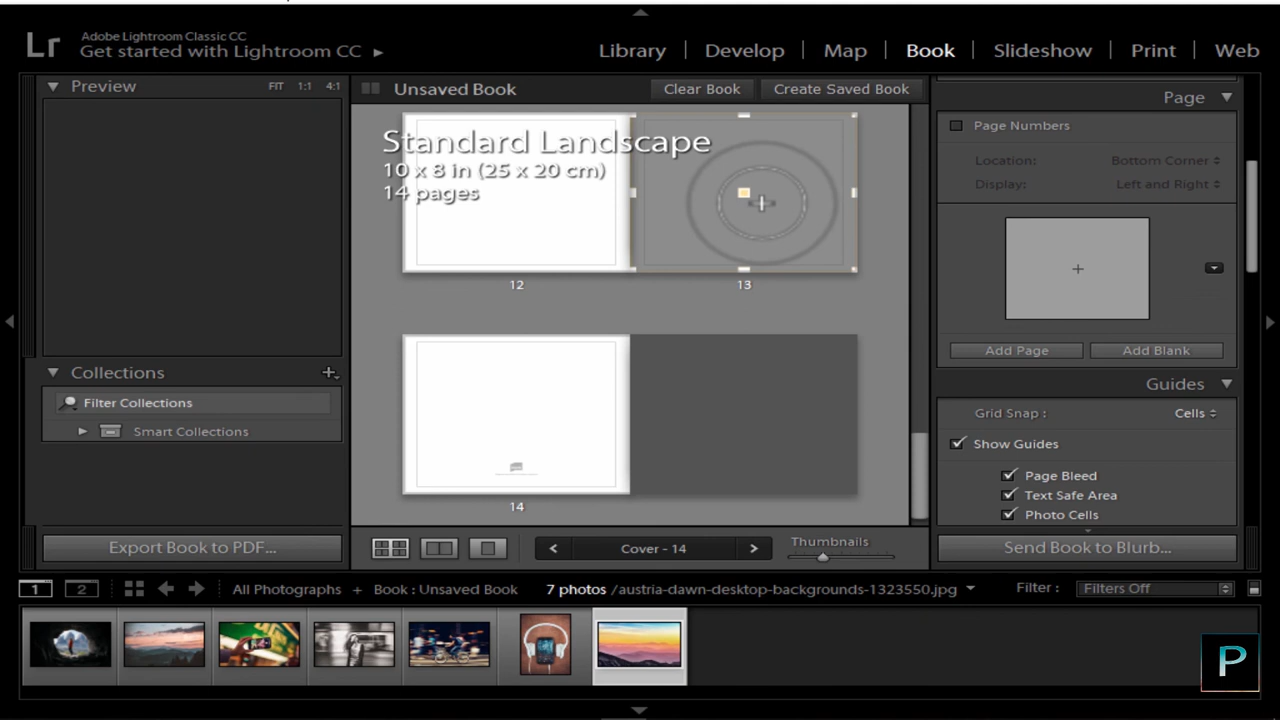 Lr
Adobe Lightroom Classic CC
Get started with Lightroom CC ▶
Library | Develop | Map | Book | Slideshow | Print | Web
Preview FIT 1:1 4:1
Unsaved Book Clear Book Create Saved Book
Standard Landscape
10 x 8 in (25 x 20 cm)
14 pages
12 13
14
Collections
Filter Collections
Smart Collections
Export Book to PDF...
Cover - 14
Thumbnails
Page
Page Numbers
Location: Bottom Corner
Display: Left and Right
Add Page Add Blank
Guides
Grid Snap : Cells
Show Guides
Page Bleed
Text Safe Area
Photo Cells
Send Book to Blurb...
1 2 All Photographs + Book : Unsaved Book 7 photos /austria-dawn-desktop-backgrounds-1323550.jpg Filter : Filters Off
P